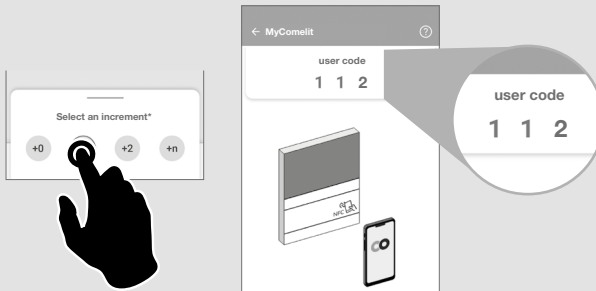 Select an increment*
+0
+2
+n
← MyComelit
?
user code
1 1 2
NFC
user code
1 1 2